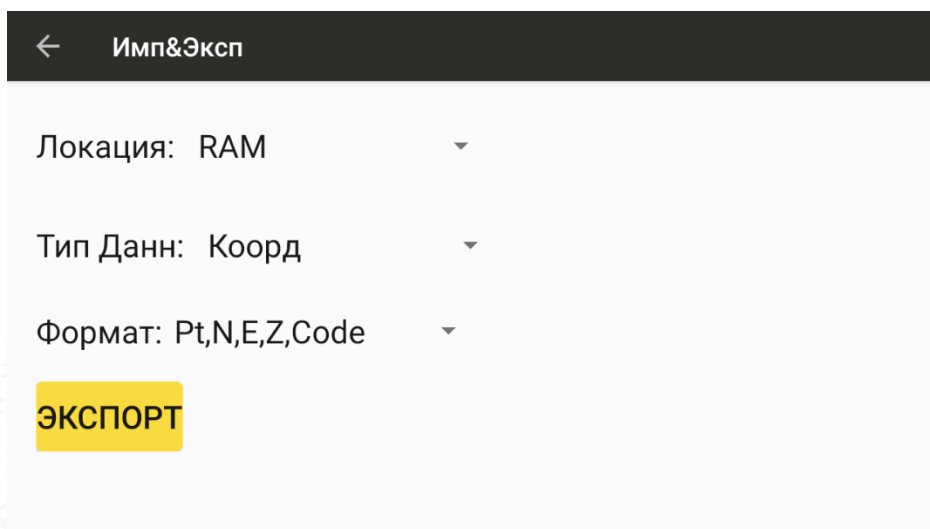 Имп&Эксп
Локация: RAM
Тип Данн: Коорд
Формат: Pt,N,E,Z,Code
ЭКСПОРТ